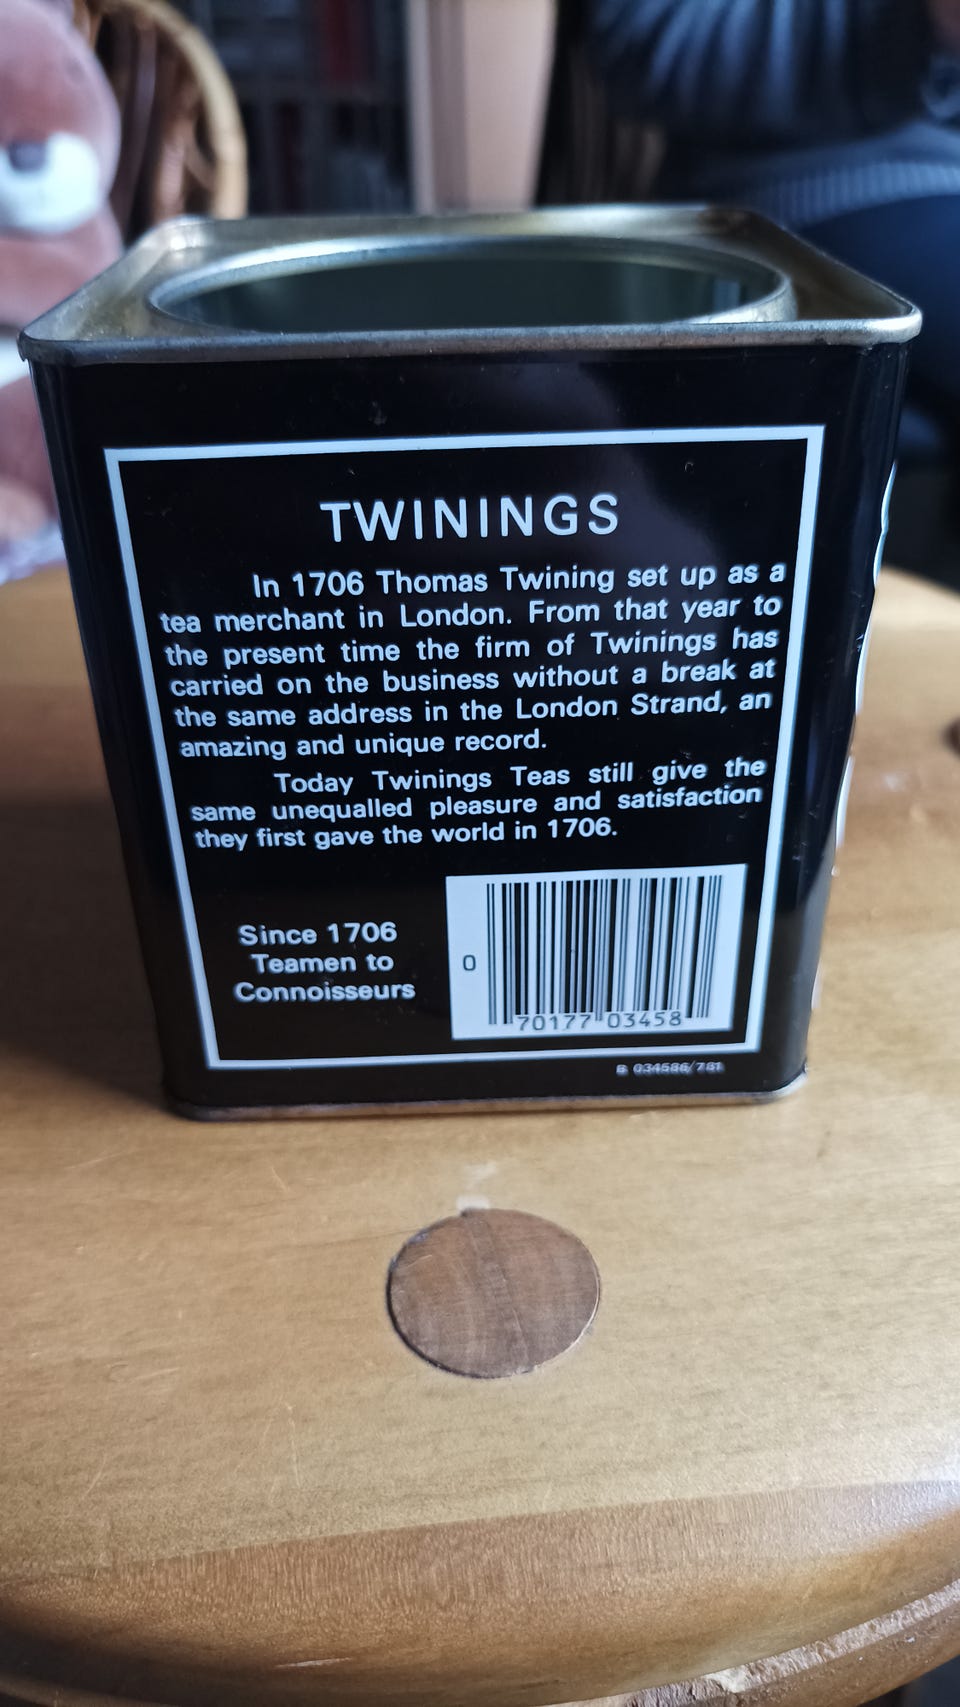 TWININGS
In 1706 Thomas Twining set up as a
tea merchant in London. From that year to
the present time the firm of Twinings has
carried on the business without a break at
the same address in the London Strand, an
amazing and unique record.
Today Twinings Teas still give the
same unequalled pleasure and satisfaction
they first gave the world in 1706.
Since 1706
Teamen to
Connoisseurs
0
70177 03458
B 034586/781